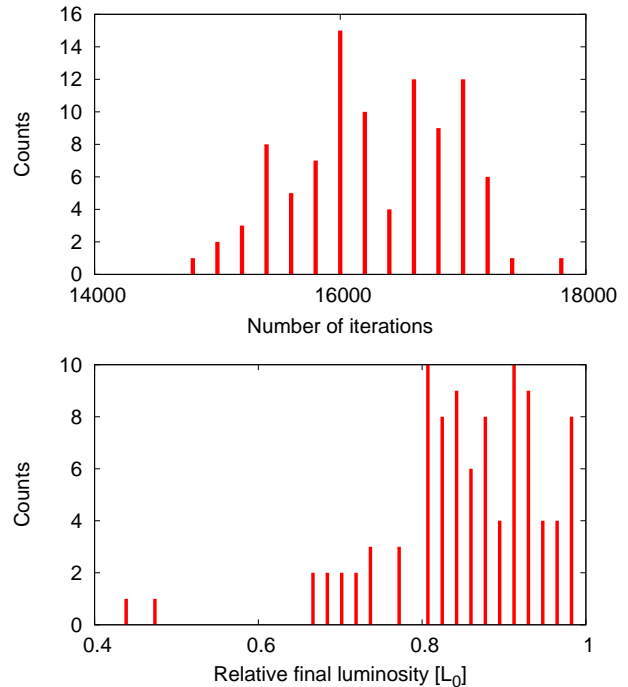 16
14
12
10
8
6
4
2
0
Counts
14000 16000 18000
Number of iterations
10
8
6
4
2
0
Counts
0.4 0.6 0.8 1
Relative final luminosity [L₀]